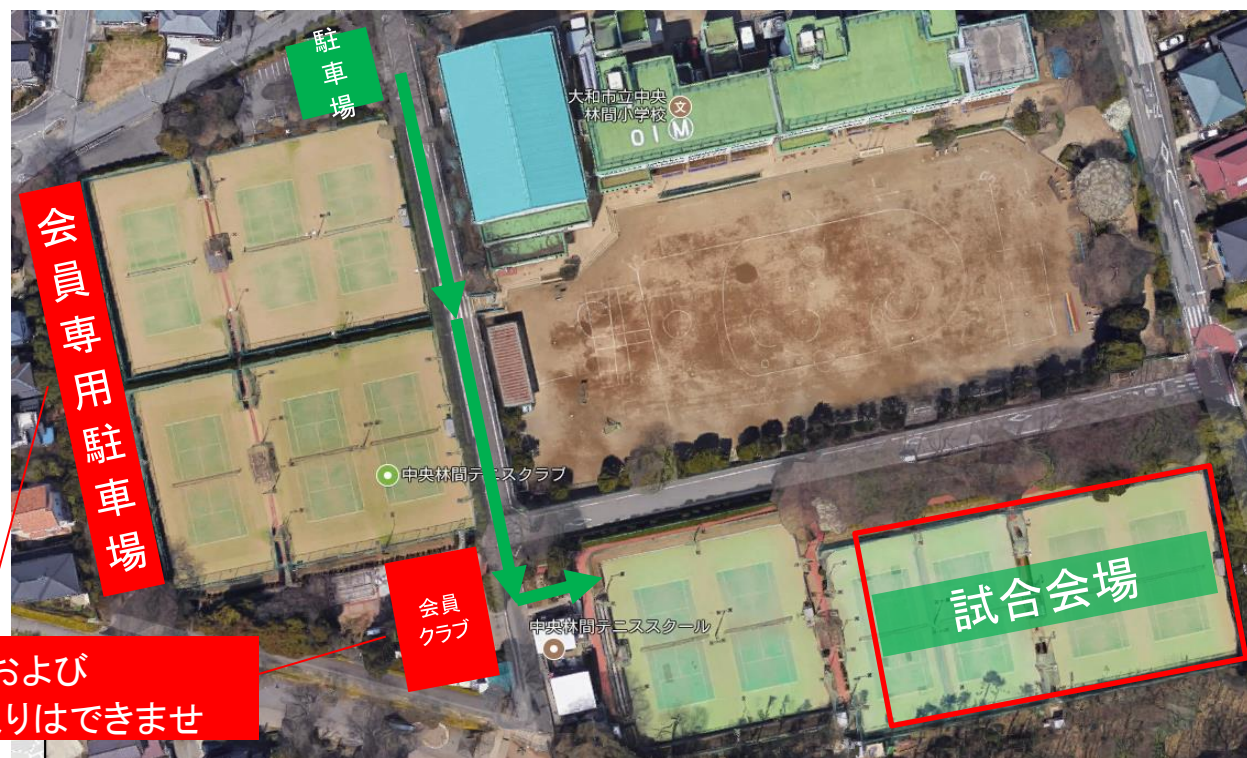 駐車場
大和市立中央
林間小学校
会員専用駐車場
中央林間テニスクラブ
会員
クラブ
中央林間テニススクール
試合会場
および
りはできませ